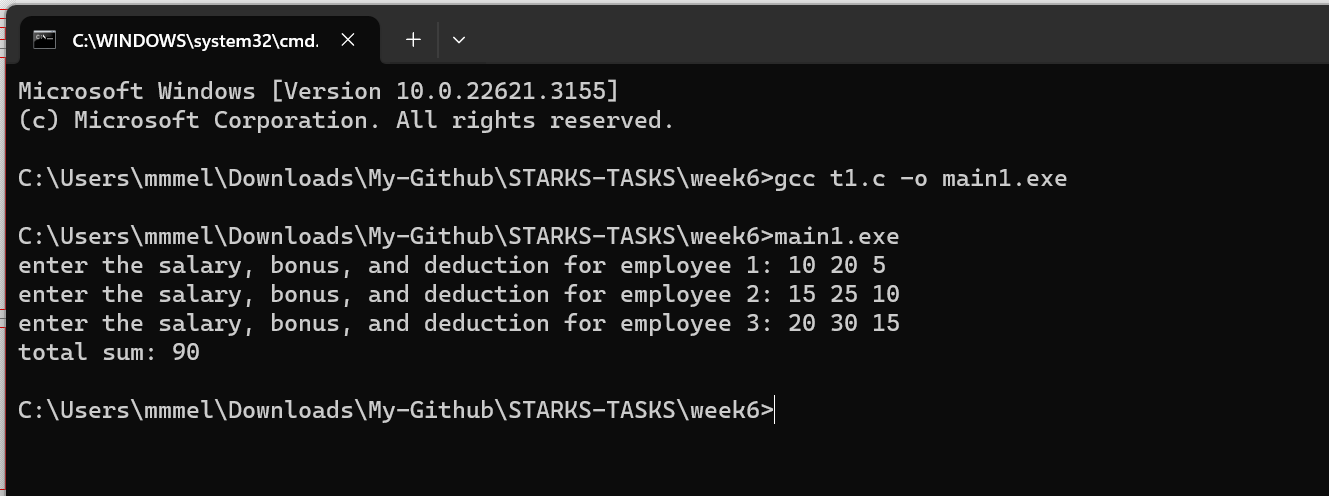 C:\WINDOWS\system32\cmd.
Microsoft Windows [Version 10.0.22621.3155]
(c) Microsoft Corporation. All rights reserved.
C:\Users\mmmel\Downloads\My-Github\STARKS-TASKS\week6>gcc t1.c -o main1.exe
C:\Users\mmmel\Downloads\My-Github\STARKS-TASKS\week6>main1.exe
enter the salary, bonus, and deduction for employee 1: 10 20 5
enter the salary, bonus, and deduction for employee 2: 15 25 10
enter the salary, bonus, and deduction for employee 3: 20 30 15
total sum: 90
C:\Users\mmmel\Downloads\My-Github\STARKS-TASKS\week6>